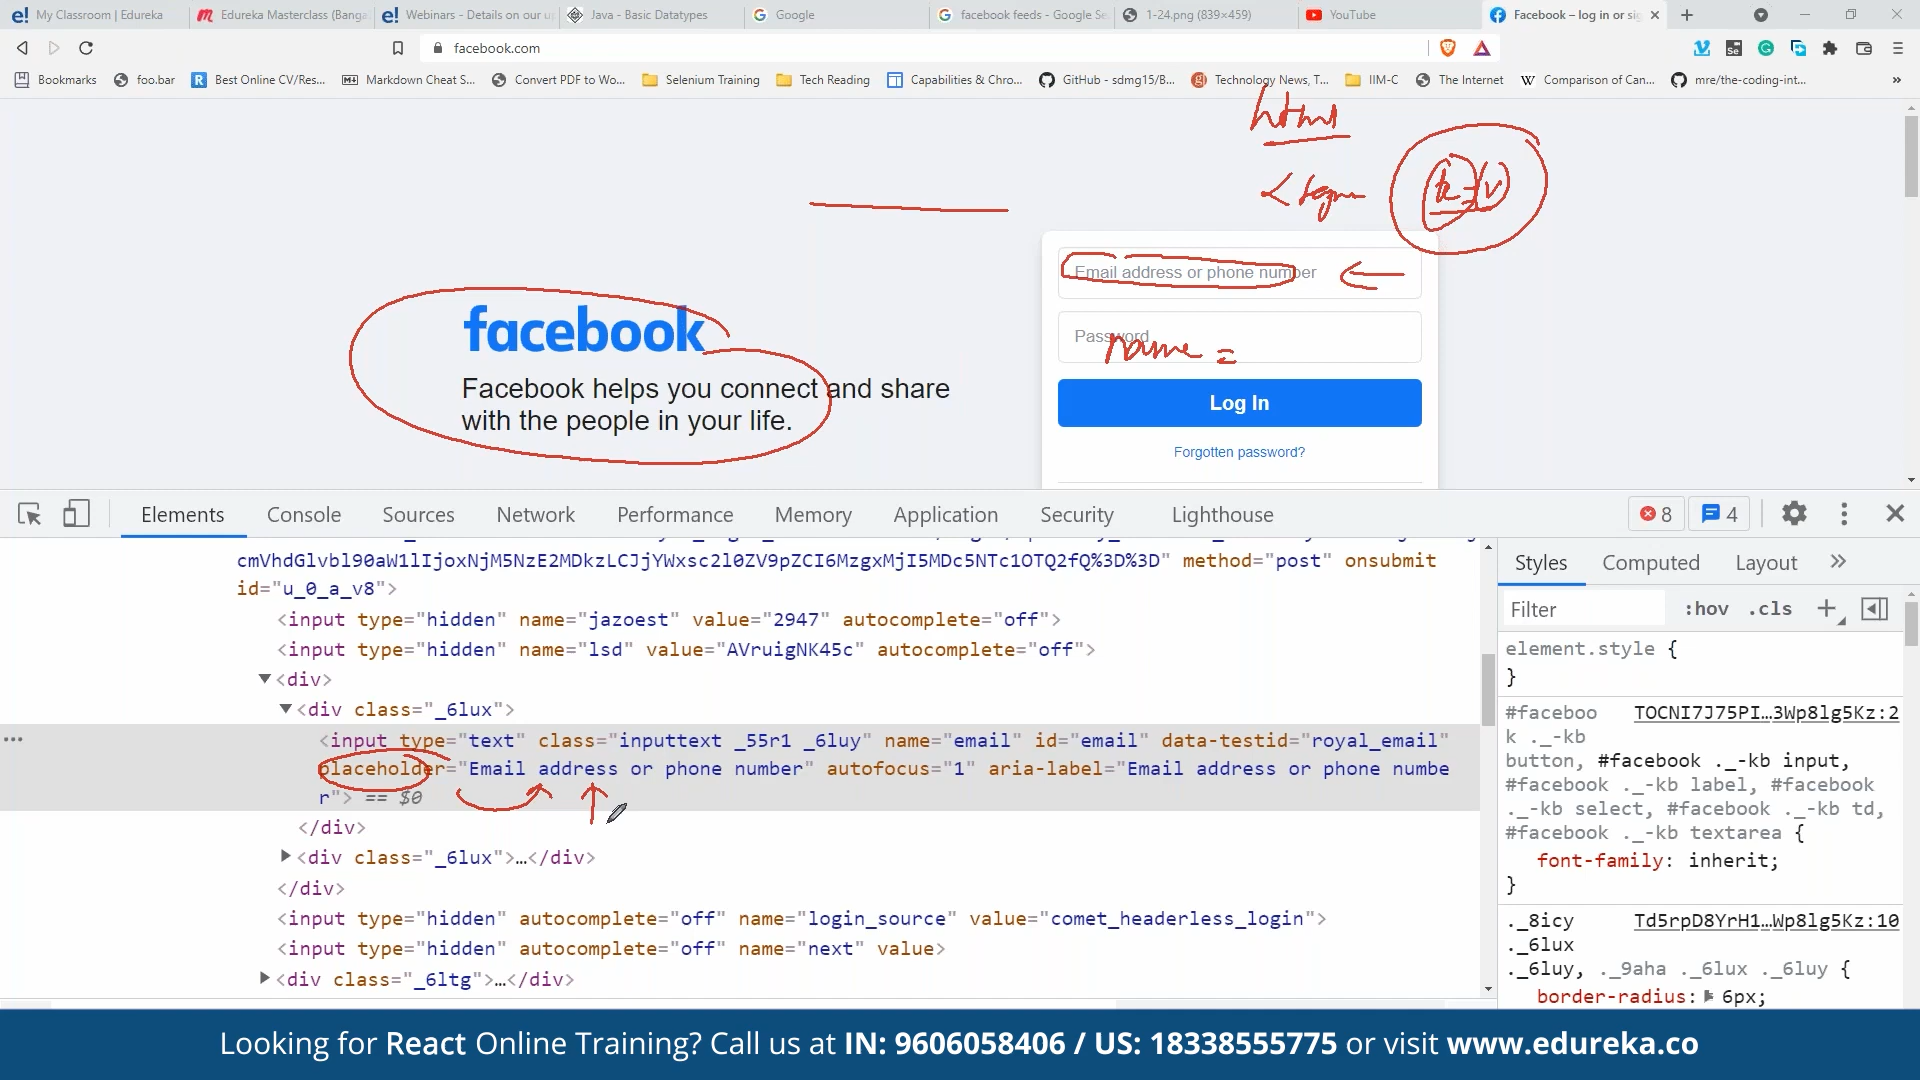 My Classroom | Edureka
Edureka Masterclass (Banga
Webinars - Details on our u
Java - Basic Datatypes
Google
facebook feeds - Google Se
1-24.png (839×459)
YouTube
Facebook – log in or si
facebook.com
Bookmarks
foo.bar
Best Online CV/Res...
Markdown Cheat S...
Convert PDF to Wo...
Selenium Training
Tech Reading
Capabilities & Chro...
GitHub - sdmg15/B...
Technology News, T...
IIM-C
The Internet
Comparison of Can...
mre/the-coding-int...
html
k=v
facebook
Facebook helps you connect and share
with the people in your life.
Email address or phone number
Password
name =
Log In
Forgotten password?
Elements Console Sources Network Performance Memory Application Security Lighthouse 8 4
cmVhdGlvbl90aW1lIjoxNjM5NzE2MDkzLCJjYWxsc2l0ZV9pZCI6MzgxMjI5MDc5NTc1OTQ2fQ%3D%3D" method="post" onsubmit
id="u_0_a_v8">
<input type="hidden" name="jazoest" value="2947" autocomplete="off">
<input type="hidden" name="lsd" value="AVruigNK45c" autocomplete="off">
<div>
<div class="_6lux">
<input type="text" class="inputtext _55r1 _6luy" name="email" id="email" data-testid="royal_email"
placeholder="Email address or phone number" autofocus="1" aria-label="Email address or phone numbe
r"> == $0
</div>
<div class="_6lux">…</div>
</div>
<input type="hidden" autocomplete="off" name="login_source" value="comet_headerless_login">
<input type="hidden" autocomplete="off" name="next" value>
<div class="_6ltg">…</div>
Styles Computed Layout
Filter :hov .cls
element.style {
}
#faceboo TOCNI7J75PI…3Wp8lg5Kz:2
k ._-kb
button, #facebook ._-kb input,
#facebook ._-kb label, #facebook
._-kb select, #facebook ._-kb td,
#facebook ._-kb textarea {
font-family: inherit;
}
._8icy Td5rpD8YrH1…Wp8lg5Kz:10
._6lux
._6luy, ._9aha ._6lux ._6luy {
border-radius: 6px;
Looking for React Online Training? Call us at IN: 9606058406 / US: 18338555775 or visit www.edureka.co